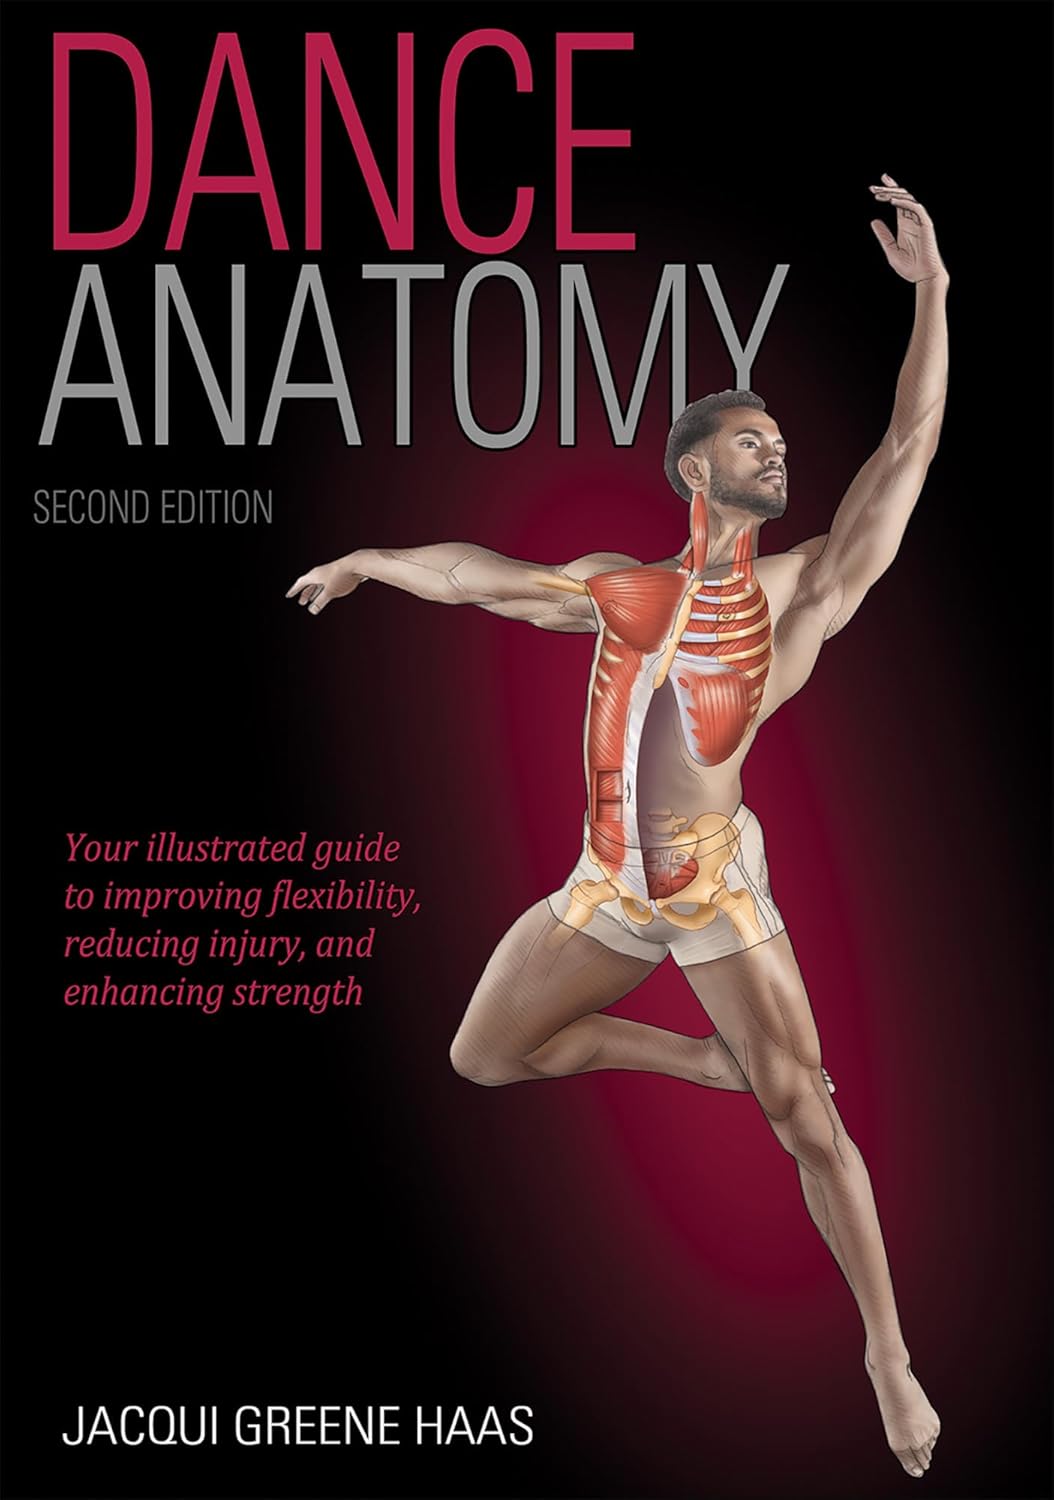 DANCE
ANATOMY
SECOND EDITION
Your illustrated guide
to improving flexibility,
reducing injury, and
enhancing strength
JACQUI GREENE HAAS